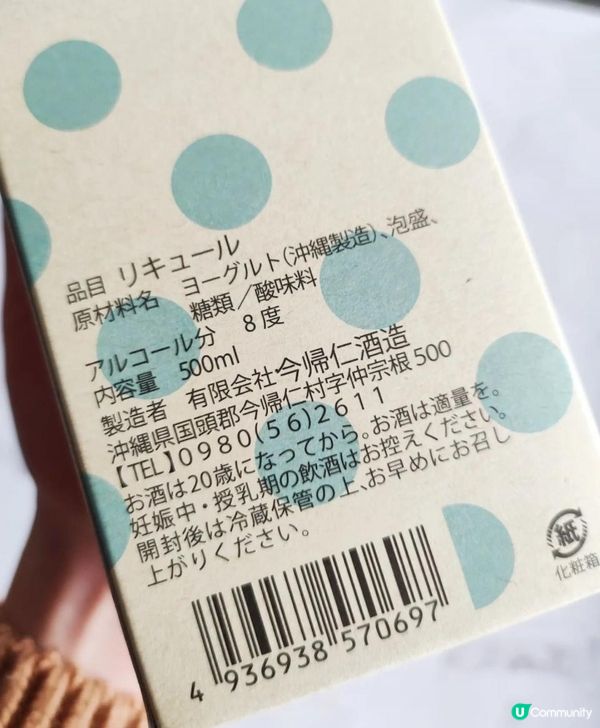 品目 リキュール
原材料名 ヨーグルト(沖縄製造)、泡盛、
糖類/酸味料
アルコール分 8度
内容量 500ml
製造者 有限会社今帰仁酒造
沖縄県国頭郡今帰仁村字仲宗根500
【TEL】0980(56)2611
お酒は20歳になってから。お酒は適量を。
妊娠中・授乳期の飲酒はお控えください。
開封後は冷蔵保管の上、お早めにお召し
上がりください。
4 936938 570697
紙
化粧箱
U Community